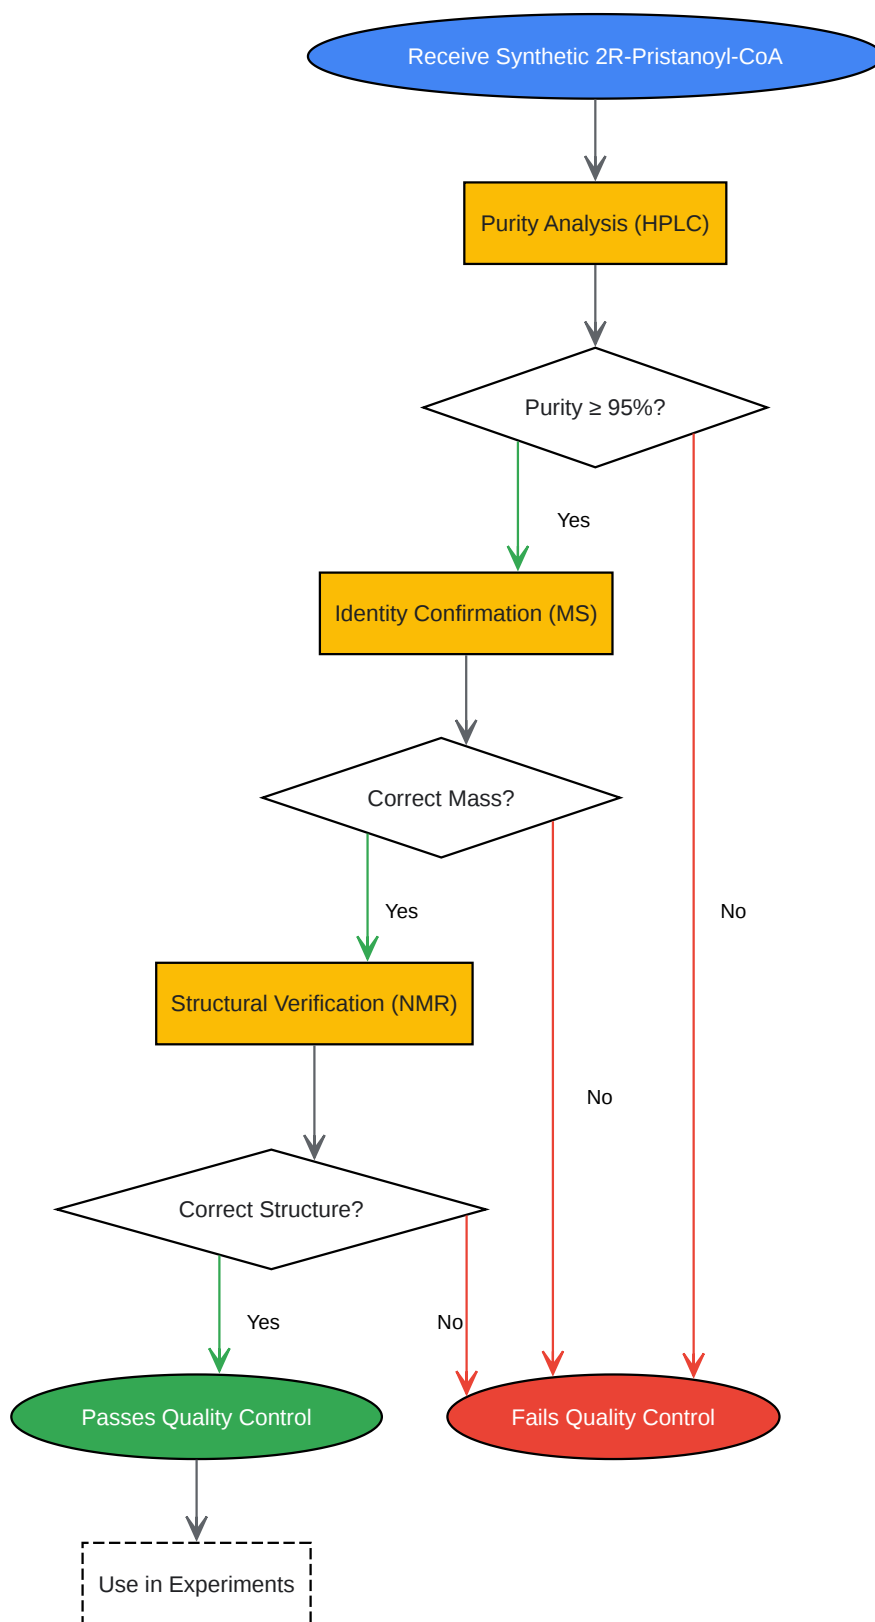 Receive Synthetic 2R-Pristanoyl-CoA
Purity Analysis (HPLC)
Purity ≥ 95%?
Yes
Identity Confirmation (MS)
Correct Mass?
Yes
No
Structural Verification (NMR)
No
Correct Structure?
Yes
No
Passes Quality Control
Fails Quality Control
Use in Experiments